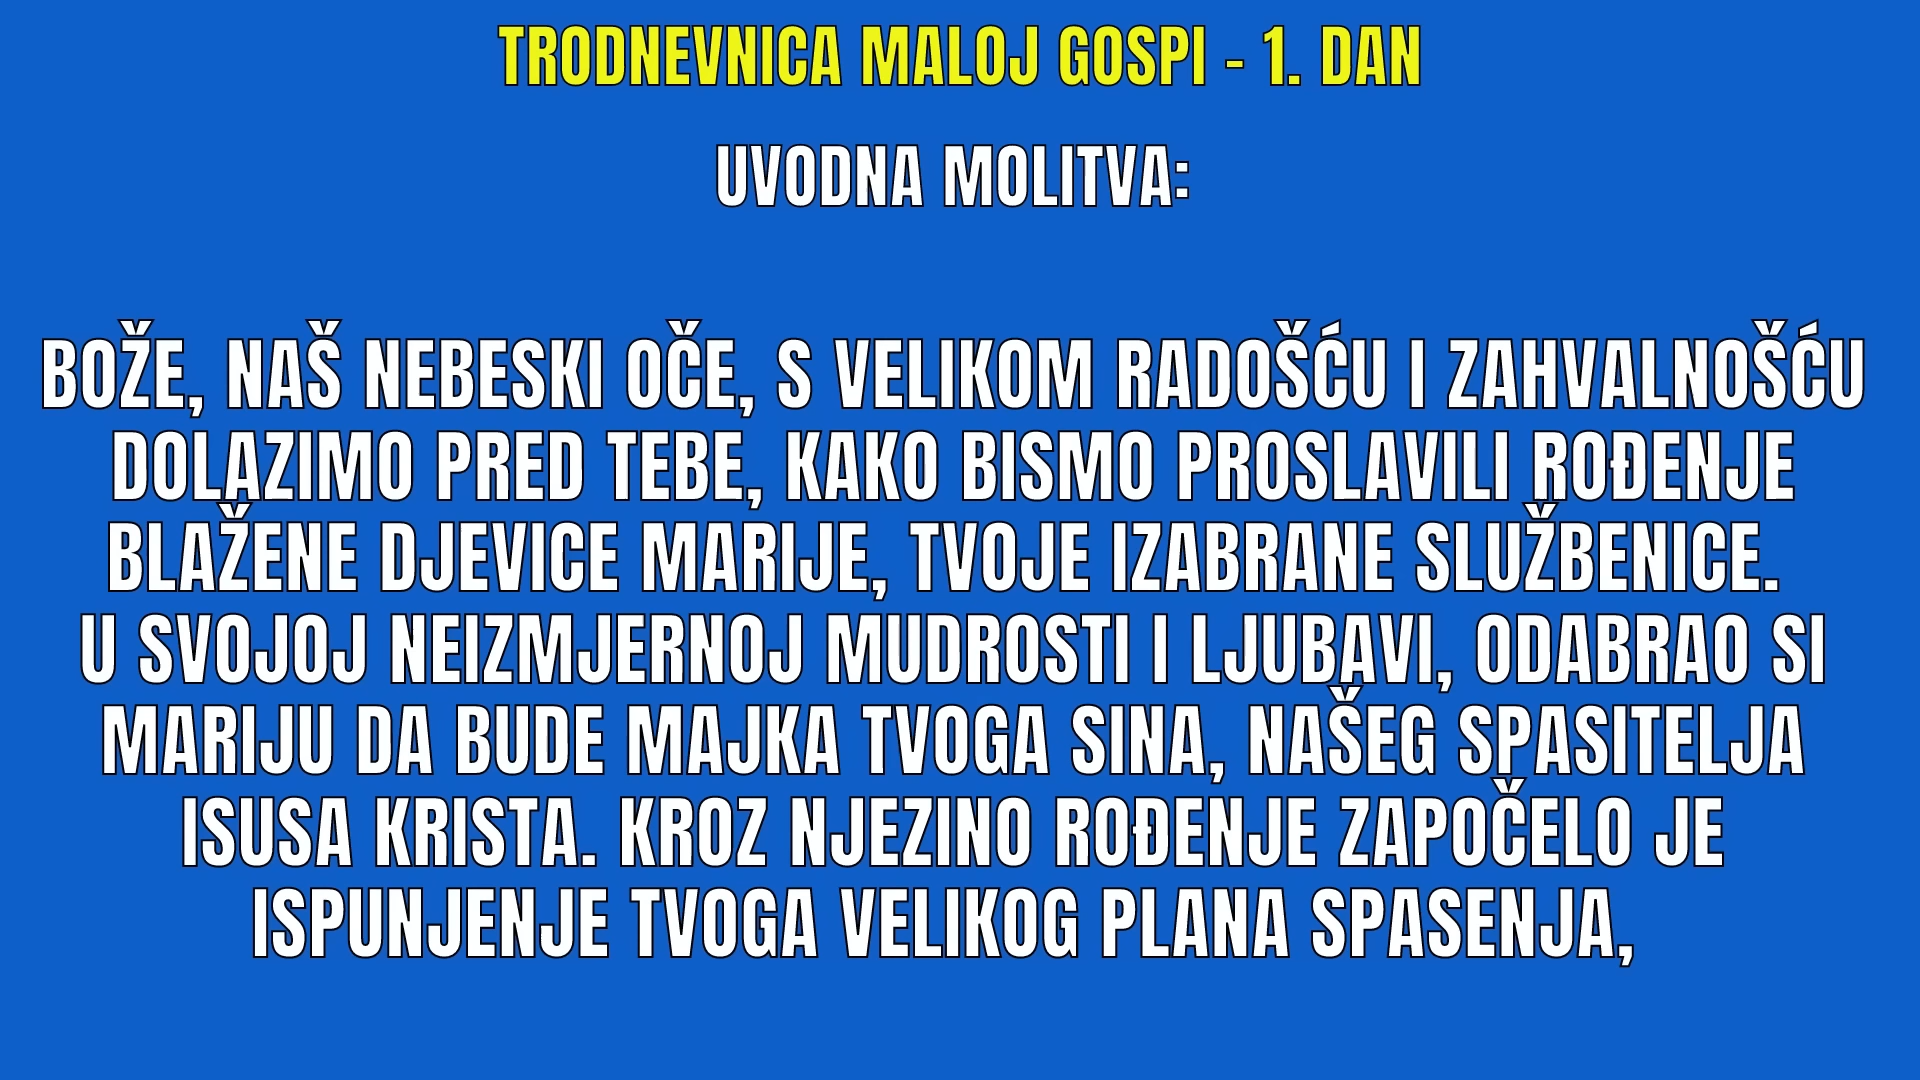 TRODNEVNICA MALOJ GOSPI - 1. DAN
UVODNA MOLITVA:
BOŽE, NAŠ NEBESKI OČE, S VELIKOM RADOŠĆU I ZAHVALNOŠĆU
DOLAZIMO PRED TEBE, KAKO BISMO PROSLAVILI ROĐENJE
BLAŽENE DJEVICE MARIJE, TVOJE IZABRANE SLUŽBENICE.
U SVOJOJ NEIZMJERNOJ MUDROSTI I LJUBAVI, ODABRAO SI
MARIJU DA BUDE MAJKA TVOGA SINA, NAŠEG SPASITELJA
ISUSA KRISTA. KROZ NJEZINO ROĐENJE ZAPOČELO JE
ISPUNJENJE TVOGA VELIKOG PLANA SPASENJA,